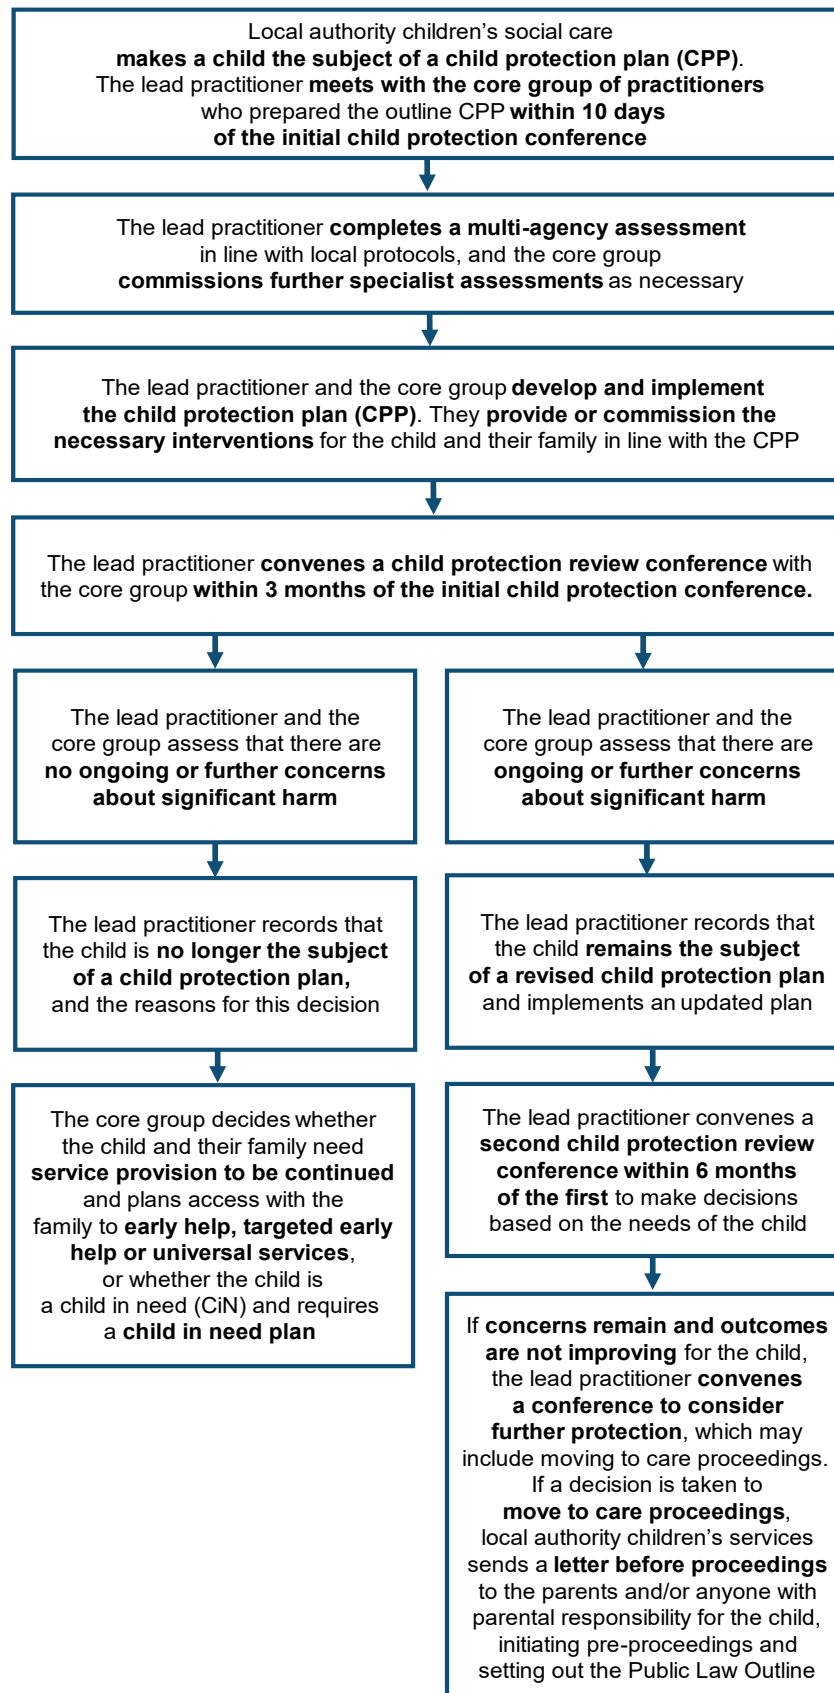 Local authority children's social care
makes a child the subject of a child protection plan (CPP).
The lead practitioner meets with the core group of practitioners
who prepared the outline CPP within 10 days
of the initial child protection conference
The lead practitioner completes a multi-agency assessment
in line with local protocols, and the core group
commissions further specialist assessments as necessary
The lead practitioner and the core group develop and implement
the child protection plan (CPP). They provide or commission the
necessary interventions for the child and their family in line with the CPP
The lead practitioner convenes a child protection review conference with
the core group within 3 months of the initial child protection conference.
The lead practitioner and the
core group assess that there are
no ongoing or further concerns
about significant harm
The lead practitioner records that
the child is no longer the subject
of a child protection plan,
and the reasons for this decision
The core group decides whether
the child and their family need
service provision to be continued
and plans access with the
family to early help, targeted early
help or universal services,
or whether the child is
a child in need (CiN) and requires
a child in need plan
The lead practitioner and the
core group assess that there are
ongoing or further concerns
about significant harm
The lead practitioner records that
the child remains the subject
of a revised child protection plan
and implements an updated plan
The lead practitioner convenes a
second child protection review
conference within 6 months
of the first to make decisions
based on the needs of the child
If concerns remain and outcomes
are not improving for the child,
the lead practitioner convenes
a conference to consider
further protection, which may
include moving to care proceedings.
If a decision is taken to
move to care proceedings,
local authority children's services
sends a letter before proceedings
to the parents and/or anyone with
parental responsibility for the child,
initiating pre-proceedings and
setting out the Public Law Outline